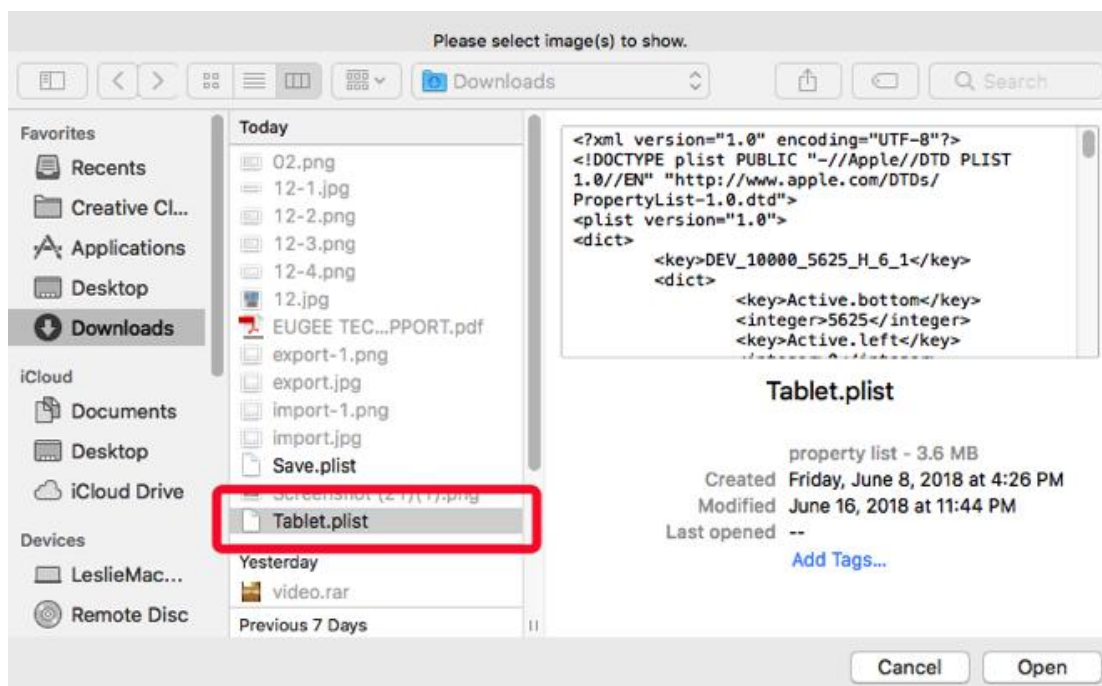 Please select image(s) to show.
Downloads
Search
Favorites
Recents
Creative Cl...
Applications
Desktop
Downloads
iCloud
Documents
Desktop
iCloud Drive
Devices
LeslieMac...
Remote Disc
Today
02.png
12-1.jpg
12-2.png
12-3.png
12-4.png
12.jpg
EUGEE TEC...PPORT.pdf
export-1.png
export.jpg
import-1.png
import.jpg
Save.plist
Screenshot (21)(1).png
Tablet.plist
Yesterday
video.rar
Previous 7 Days
<?xml version="1.0" encoding="UTF-8"?>
<!DOCTYPE plist PUBLIC "-//Apple//DTD PLIST
1.0//EN" "http://www.apple.com/DTDs/
PropertyList-1.0.dtd">
<plist version="1.0">
<dict>
<key>DEV_10000_5625_H_6_1</key>
<dict>
<key>Active.bottom</key>
<integer>5625</integer>
<key>Active.left</key>
Tablet.plist
property list - 3.6 MB
Created Friday, June 8, 2018 at 4:26 PM
Modified June 16, 2018 at 11:44 PM
Last opened --
Add Tags...
Cancel
Open